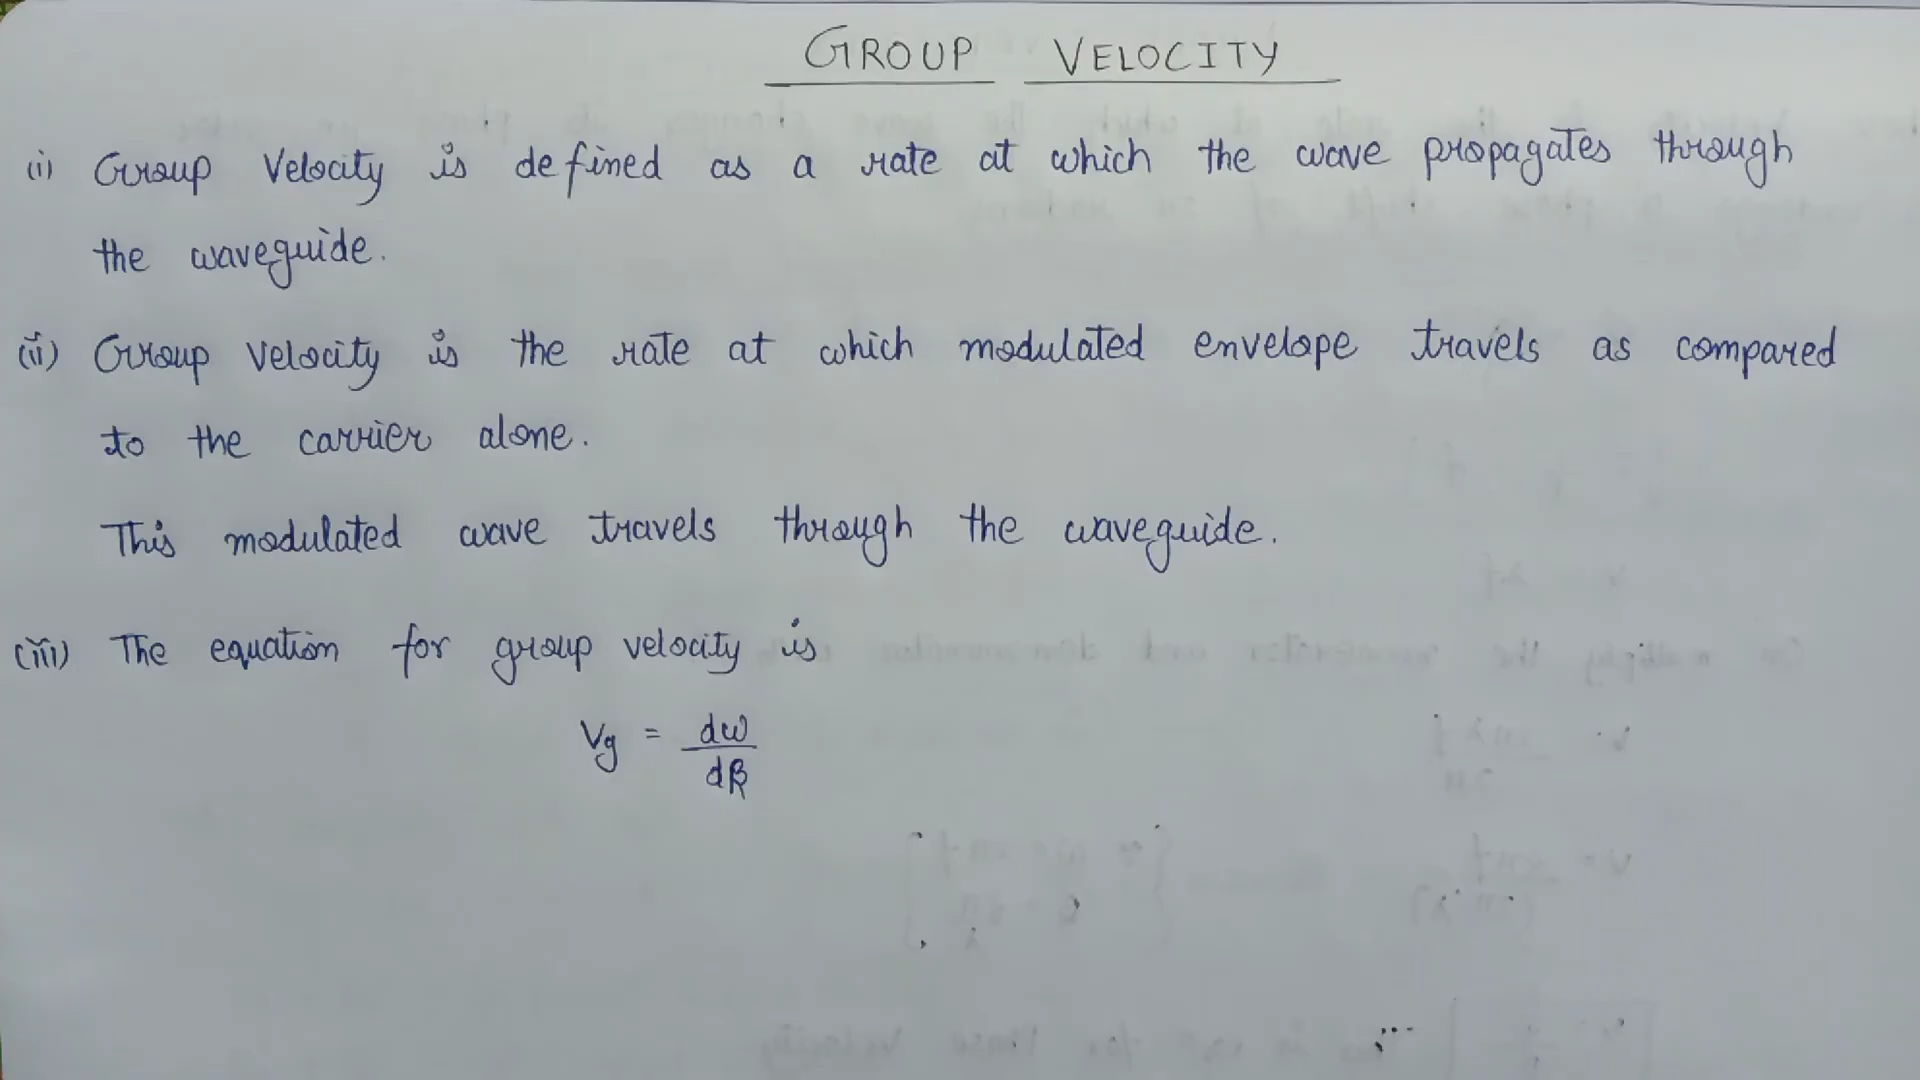 GROUP VELOCITY
(i) Group Velocity is defined as a rate at which the wave propagates through
the waveguide.
(ii) Group Velocity is the rate at which modulated envelope travels as compared
to the carrier alone.
This modulated wave travels through the waveguide.
(iii) The equation for group velocity is
Vg = dω/dβ